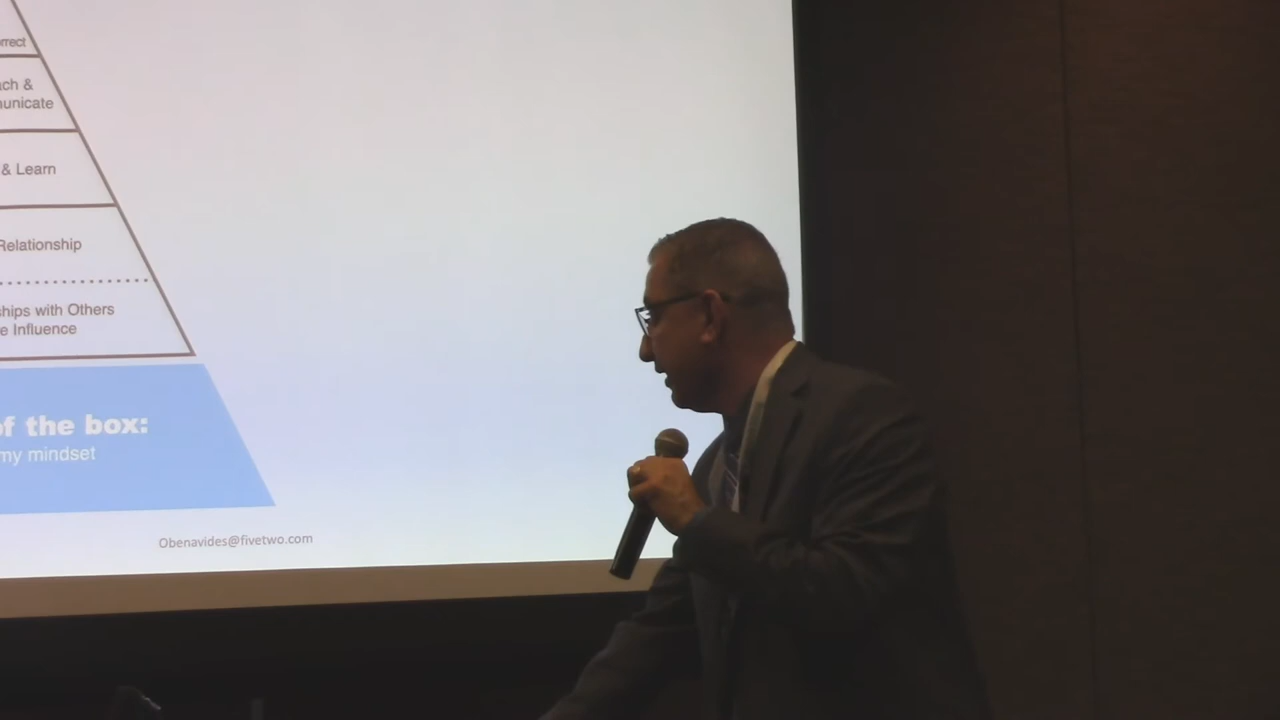 rrect
ach &
unicate
& Learn
Relationship
ships with Others
e Influence
of the box:
my mindset
Obenavides@fivetwo.com